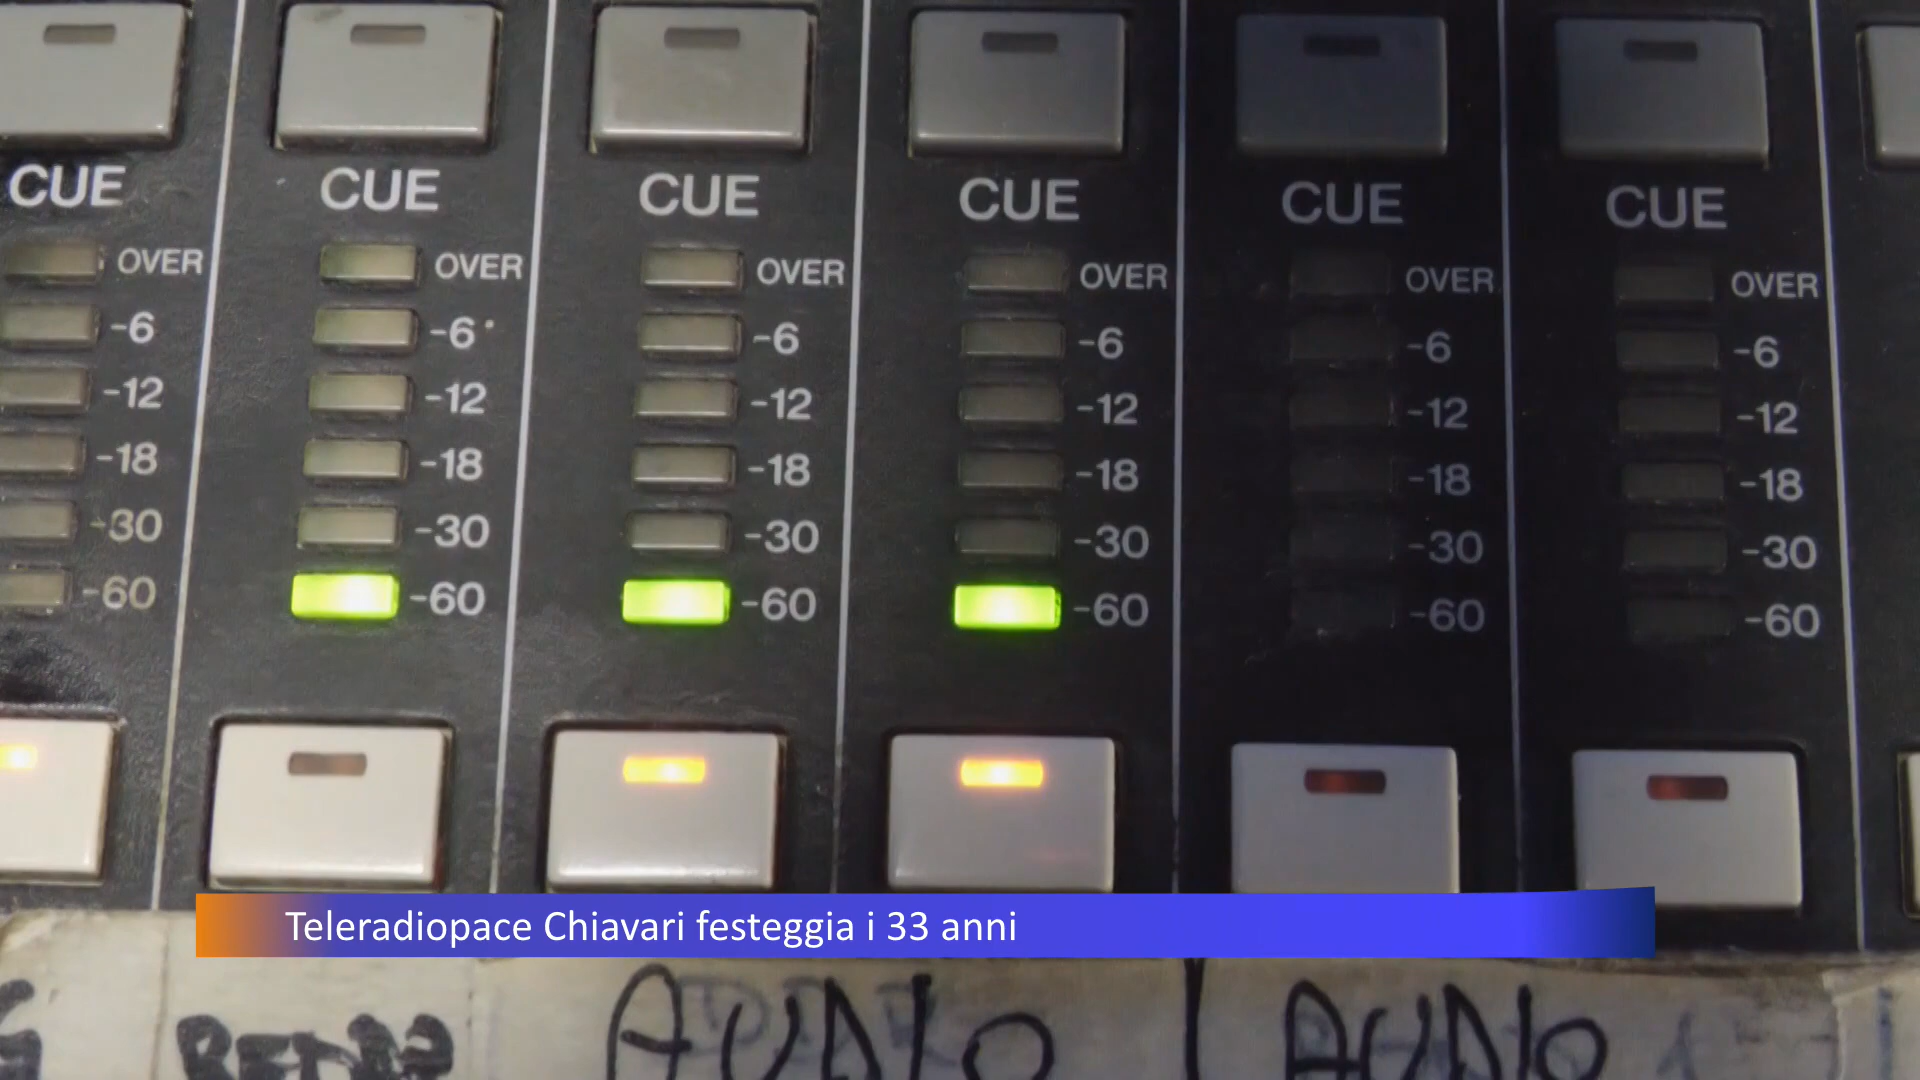 CUE CUE CUE CUE CUE CUE
OVER OVER OVER OVER OVER OVER
-6 -6 -6 -6 -6 -6
-12 -12 -12 -12 -12 -12
-18 -18 -18 -18 -18 -18
-30 -30 -30 -30 -30 -30
-60 -60 -60 -60 -60 -60
Teleradiopace Chiavari festeggia i 33 anni
AUDIO AUDIO